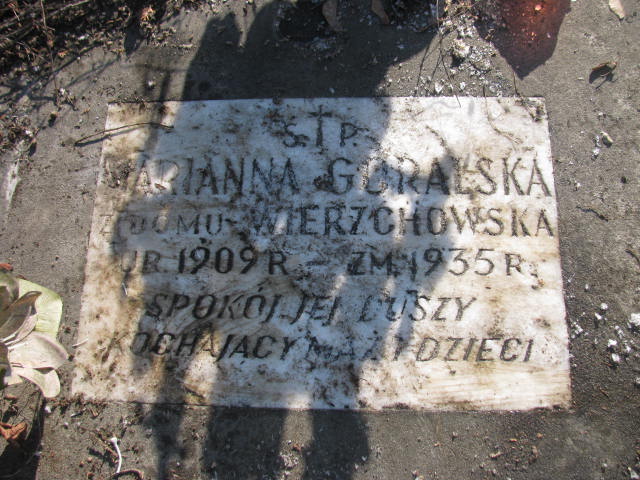 Ś.†P.
MARIANNA GÓRALSKA
Z DOMU WIERZCHOWSKA
UR. 1909 R. – ZM. 1935 R.
SPOKÓJ JEJ DUSZY
KOCHAJĄCY MĄŻ I DZIECI